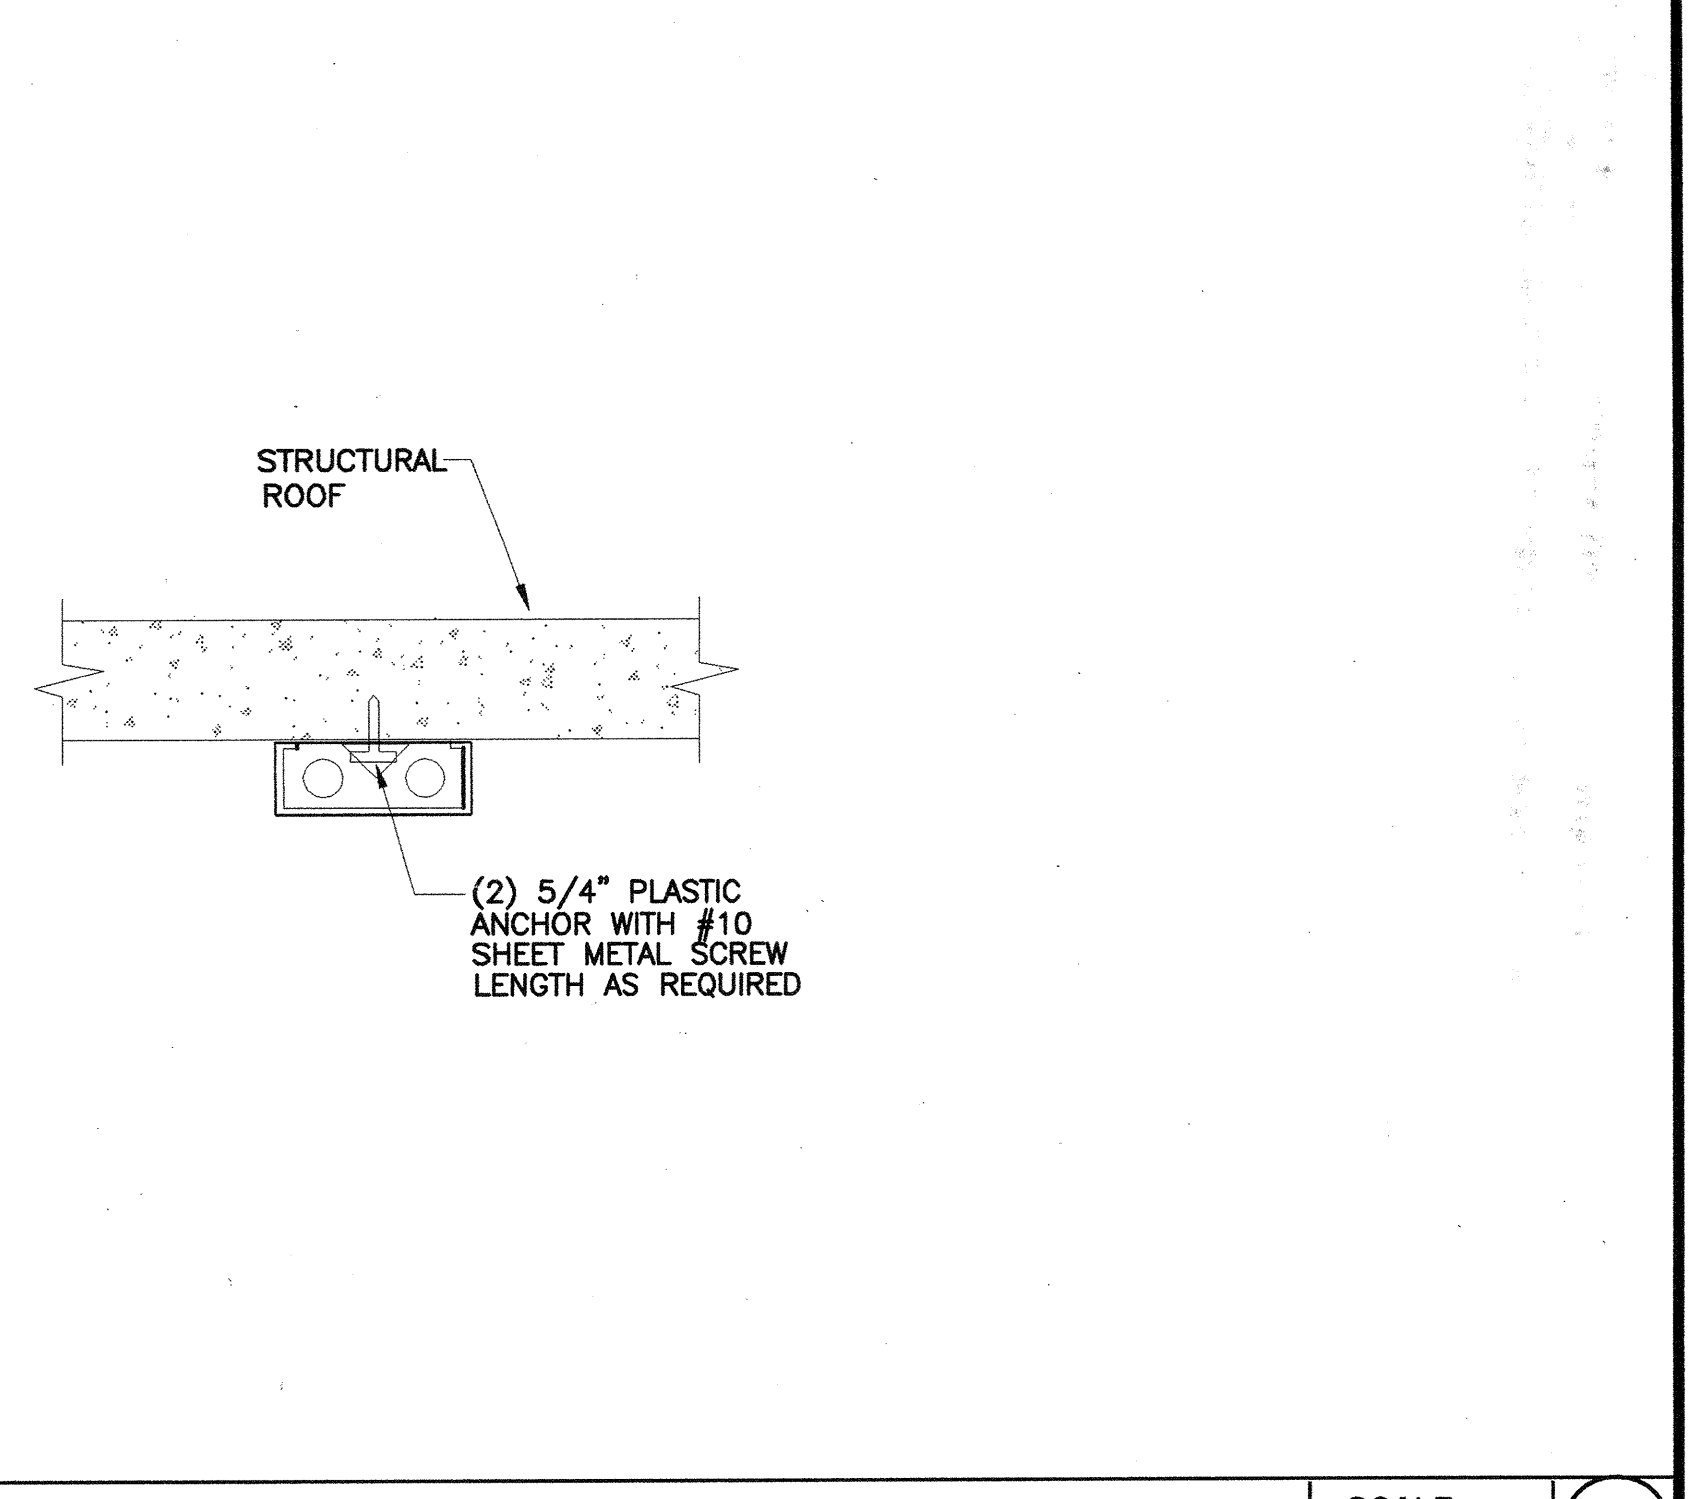 STRUCTURAL
ROOF
(2) 5/4" PLASTIC
ANCHOR WITH #10
SHEET METAL SCREW
LENGTH AS REQUIRED